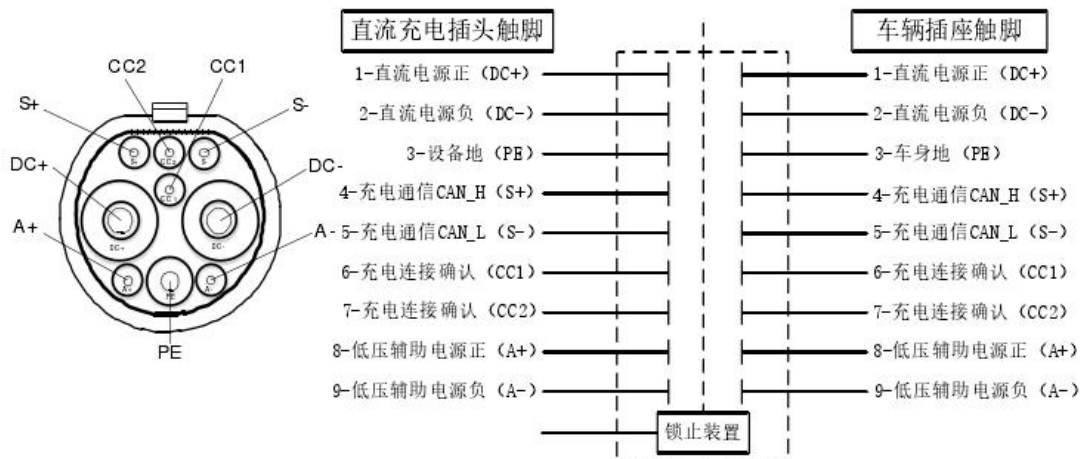 直流充电插头触脚
车辆插座触脚
CC2
CC1
S+
S-
DC+
DC-
A+
A-
PE
S+
CC2
S-
CC1
DC+
DC-
A+
PE
A-
1-直流电源正（DC+）
2-直流电源负（DC-）
3-设备地（PE）
4-充电通信CAN_H（S+）
5-充电通信CAN_L（S-）
6-充电连接确认（CC1）
7-充电连接确认（CC2）
8-低压辅助电源正（A+）
9-低压辅助电源负（A-）
1-直流电源正（DC+）
2-直流电源负（DC-）
3-车身地（PE）
4-充电通信CAN_H（S+）
5-充电通信CAN_L（S-）
6-充电连接确认（CC1）
7-充电连接确认（CC2）
8-低压辅助电源正（A+）
9-低压辅助电源负（A-）
锁止装置